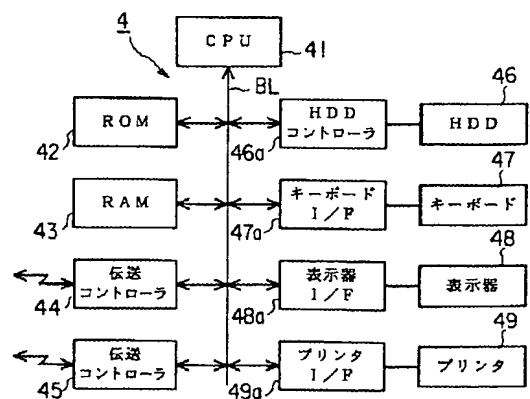 4
CPU
41
BL
ROM
42
HDD
コントローラ
46a
46
HDD
RAM
43
キーボード
I/F
47a
47
キーボード
伝送
コントローラ
44
表示器
I/F
48a
48
表示器
伝送
コントローラ
45
プリンタ
I/F
49a
49
プリンタ